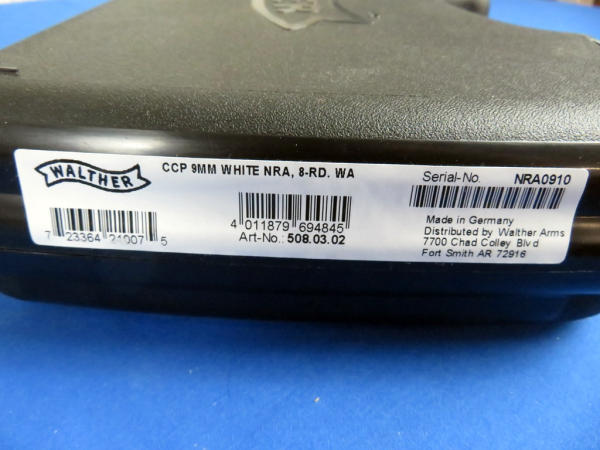 WALTHER
CCP 9MM WHITE NRA, 8-RD. WA
7 23364 21007 5
4 011879 694845
Art-No.: 508.03.02
Serial-No. NRA0910
Made in Germany
Distributed by Walther Arms
7700 Chad Colley Blvd
Fort Smith AR 72916